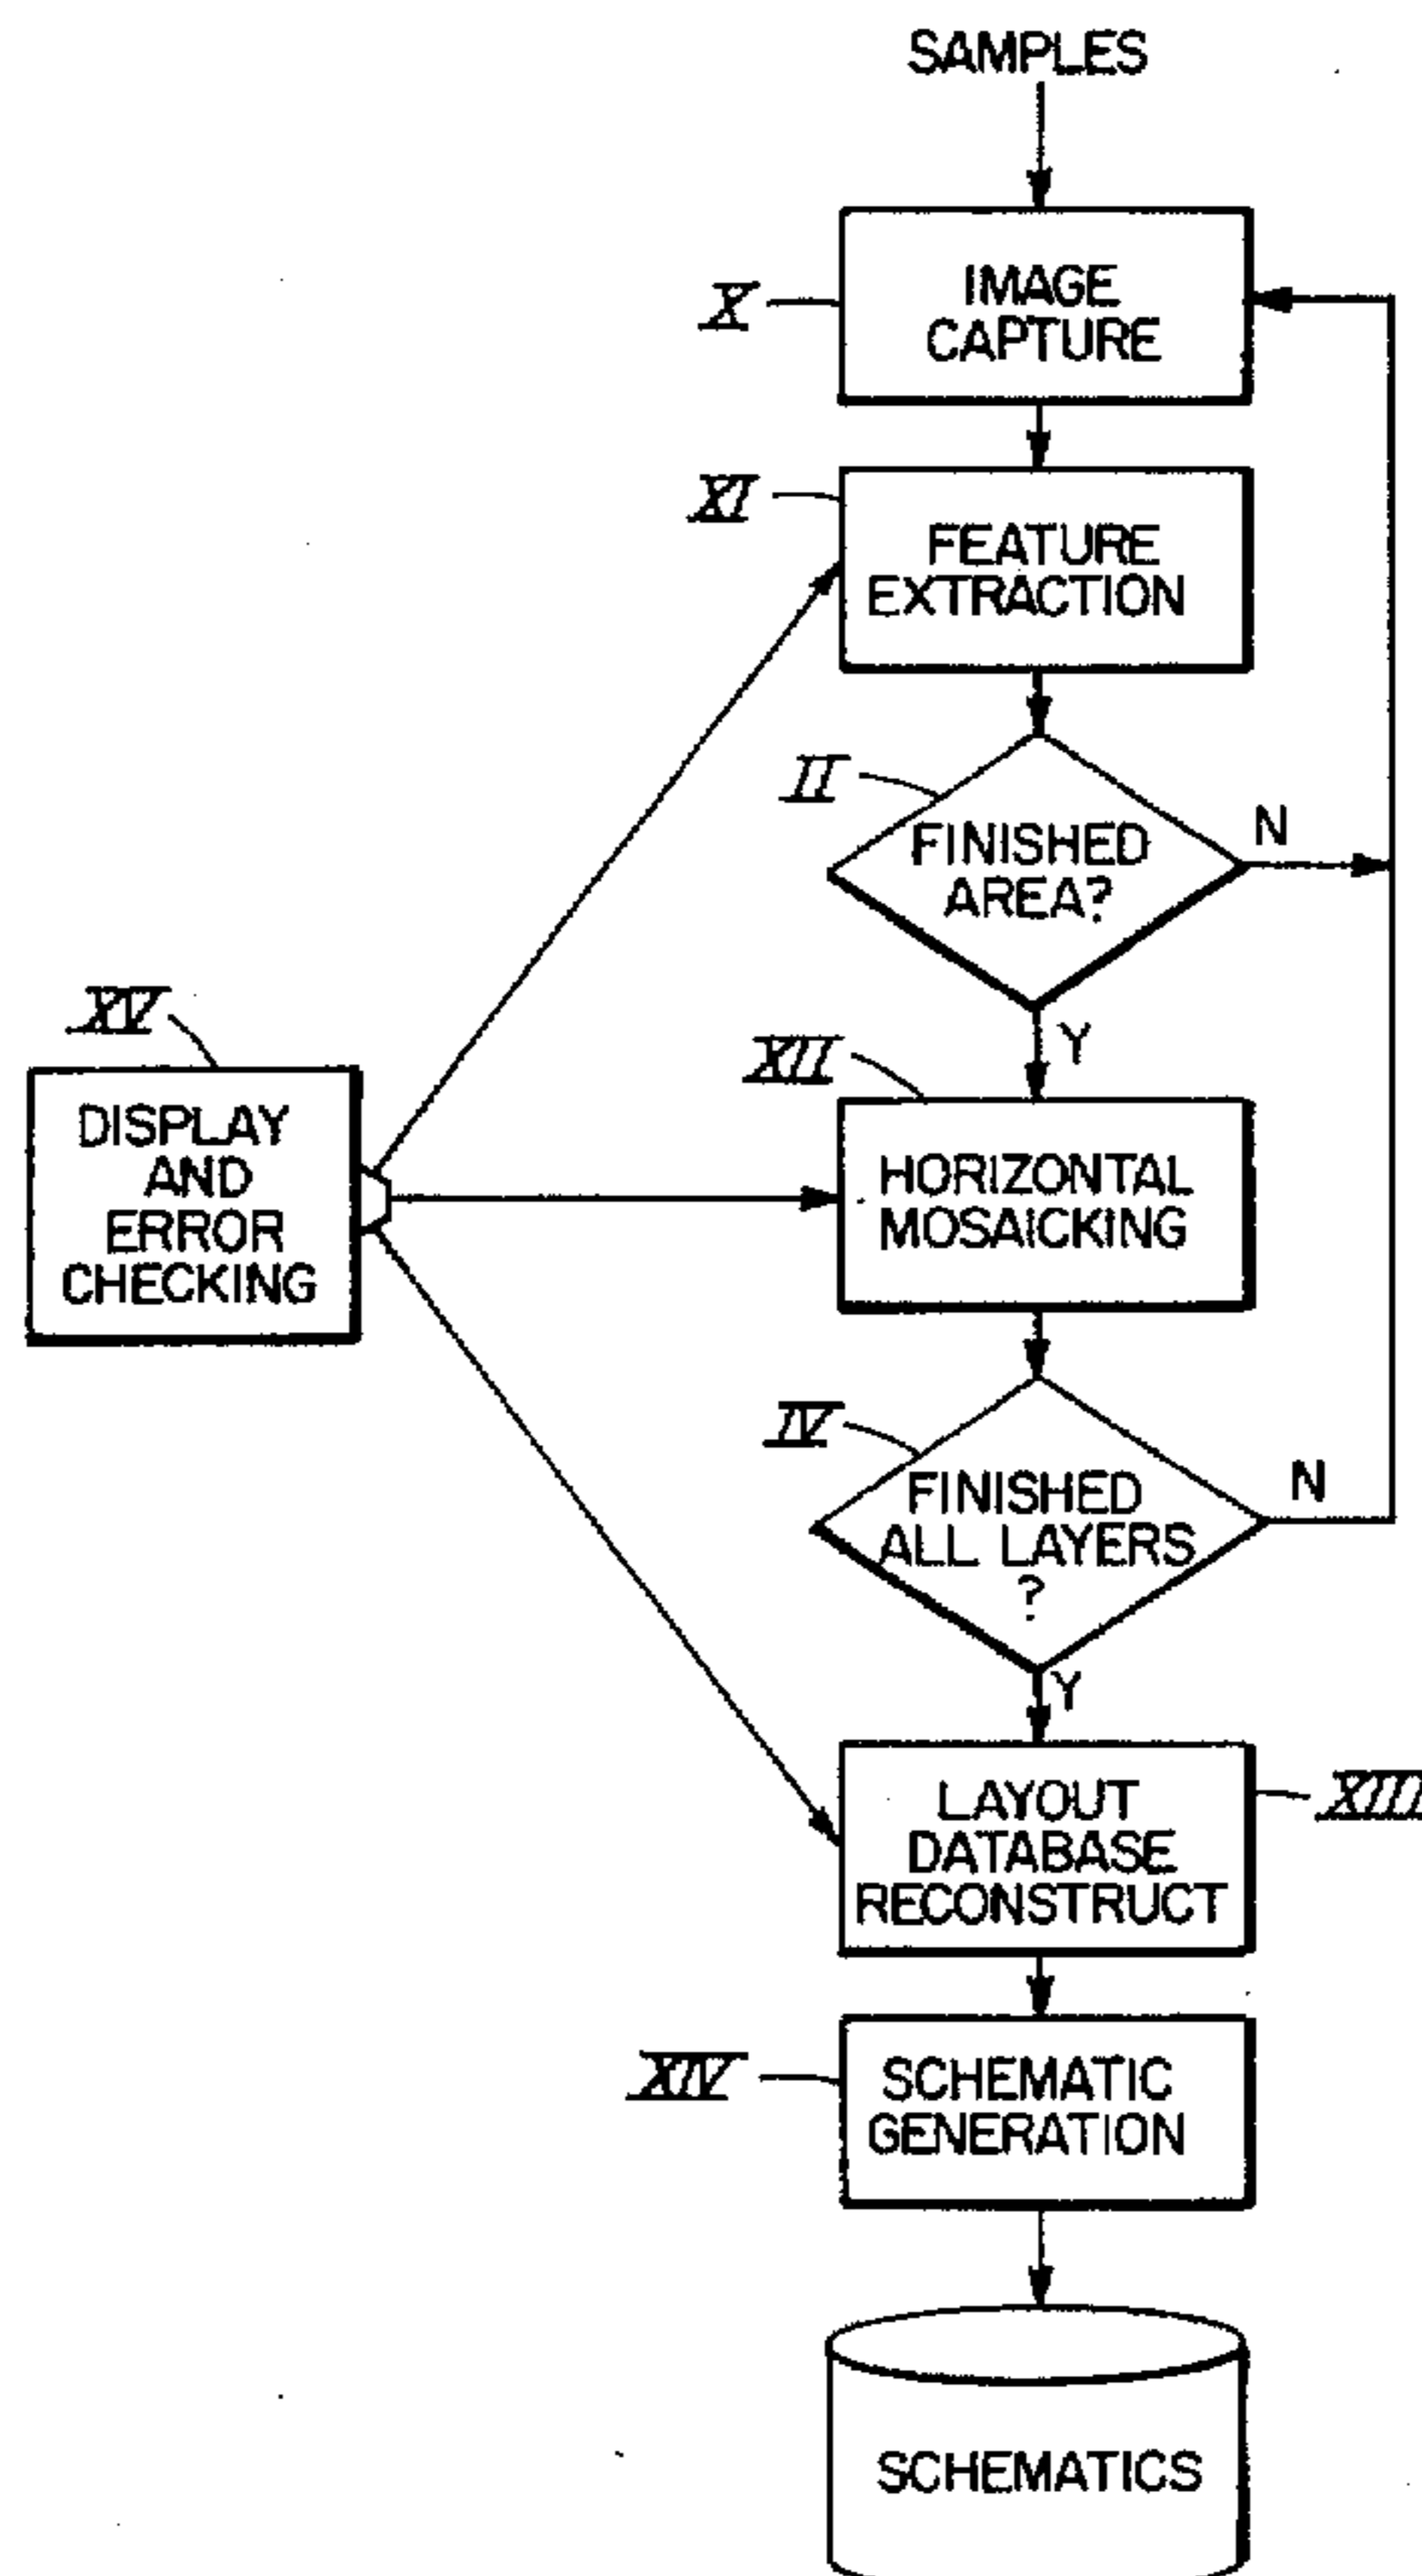 SAMPLES
X
IMAGE
CAPTURE
XI
FEATURE
EXTRACTION
II
FINISHED
AREA?
N
Y
XV
DISPLAY
AND
ERROR
CHECKING
XII
HORIZONTAL
MOSAICKING
IV
FINISHED
ALL LAYERS
?
N
Y
XIII
LAYOUT
DATABASE
RECONSTRUCT
XIV
SCHEMATIC
GENERATION
SCHEMATICS